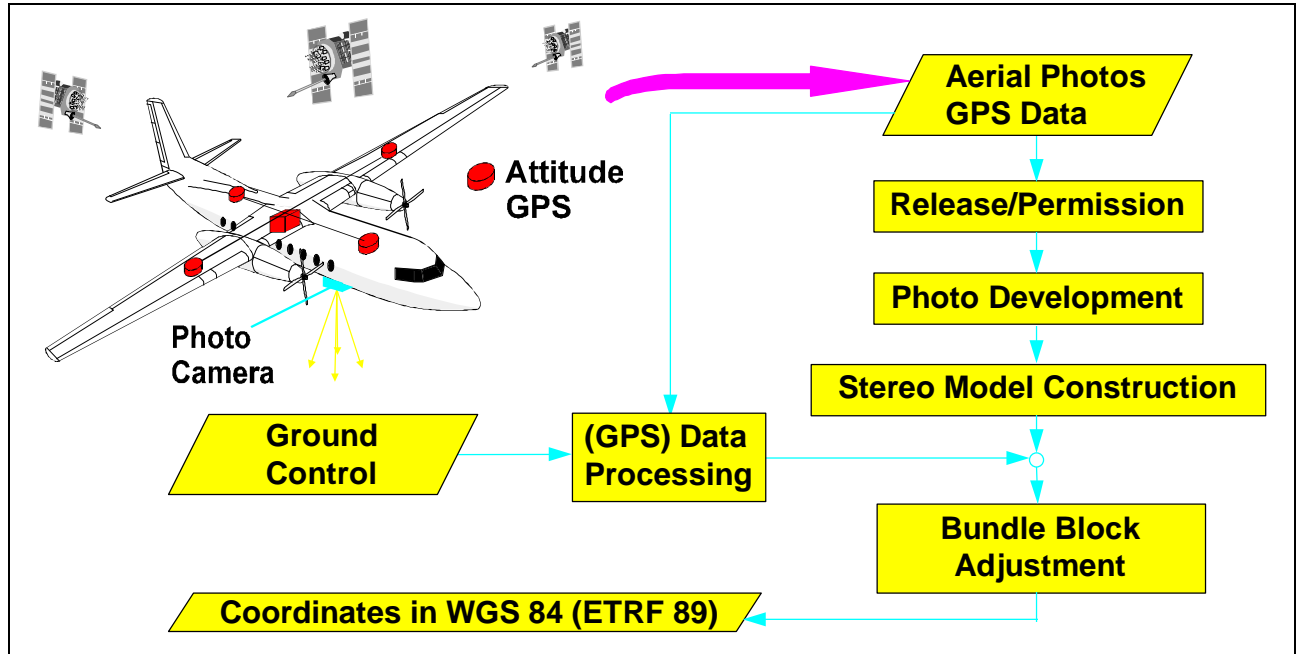 Aerial Photos
GPS Data
Attitude
GPS
Release/Permission
Photo Development
Photo
Camera
Stereo Model Construction
Ground
Control
(GPS) Data
Processing
Bundle Block
Adjustment
Coordinates in WGS 84 (ETRF 89)